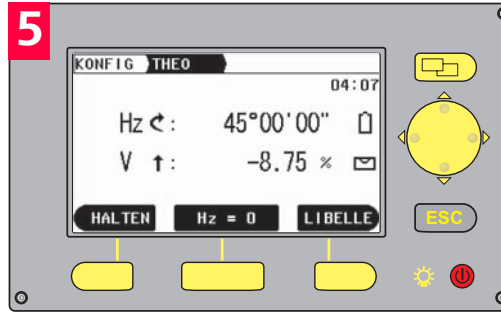 5
KONFIG THEO
04:07
Hz : 45°00'00"
V : -8.75 %
HALTEN Hz = 0 LIBELLE
ESC